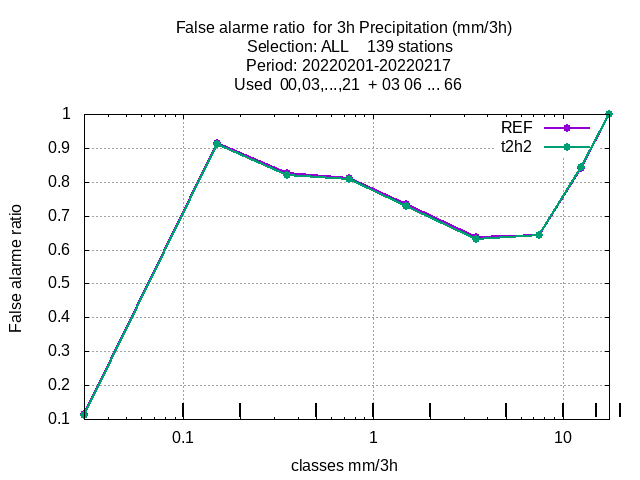 False alarme ratio  for 3h Precipitation (mm/3h)
Selection: ALL    139 stations
Period: 20220201-20220217
Used  00,03,...,21  + 03 06 ... 66
REF
t2h2
1
0.9
0.8
0.7
0.6
0.5
0.4
0.3
0.2
0.1
False alarme ratio
0.1
1
10
classes mm/3h